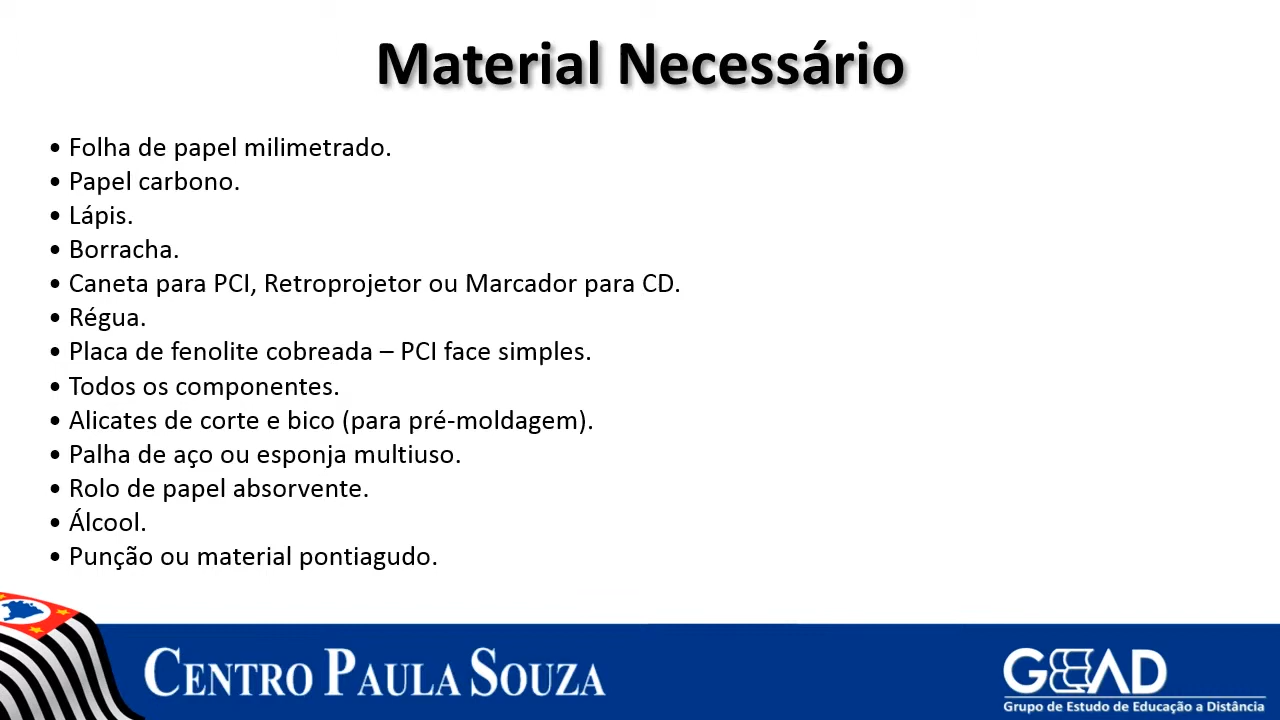 Material Necessário
• Folha de papel milimetrado.
• Papel carbono.
• Lápis.
• Borracha.
• Caneta para PCI, Retroprojetor ou Marcador para CD.
• Régua.
• Placa de fenolite cobreada – PCI face simples.
• Todos os componentes.
• Alicates de corte e bico (para pré-moldagem).
• Palha de aço ou esponja multiuso.
• Rolo de papel absorvente.
• Álcool.
• Punção ou material pontiagudo.
CENTRO PAULA SOUZA
GEEAD
Grupo de Estudo de Educação a Distância